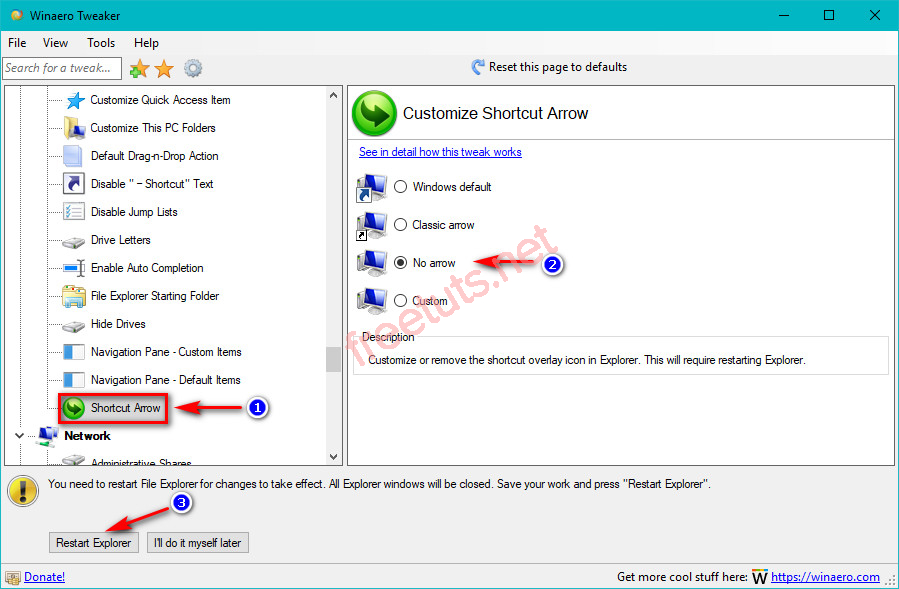 Winaero Tweaker
File View Tools Help
Search for a tweak...
Reset this page to defaults
Customize Quick Access Item
Customize This PC Folders
Default Drag-n-Drop Action
Disable " – Shortcut" Text
Disable Jump Lists
Drive Letters
Enable Auto Completion
File Explorer Starting Folder
Hide Drives
Navigation Pane - Custom Items
Navigation Pane - Default Items
Shortcut Arrow
1
Network
Administrative Shares
Customize Shortcut Arrow
See in detail how this tweak works
Windows default
Classic arrow
No arrow
2
Custom
freetuts.net
Description
Customize or remove the shortcut overlay icon in Explorer. This will require restarting Explorer.
You need to restart File Explorer for changes to take effect. All Explorer windows will be closed. Save your work and press "Restart Explorer".
3
Restart Explorer
I'll do it myself later
Donate!
Get more cool stuff here: W https://winaero.com